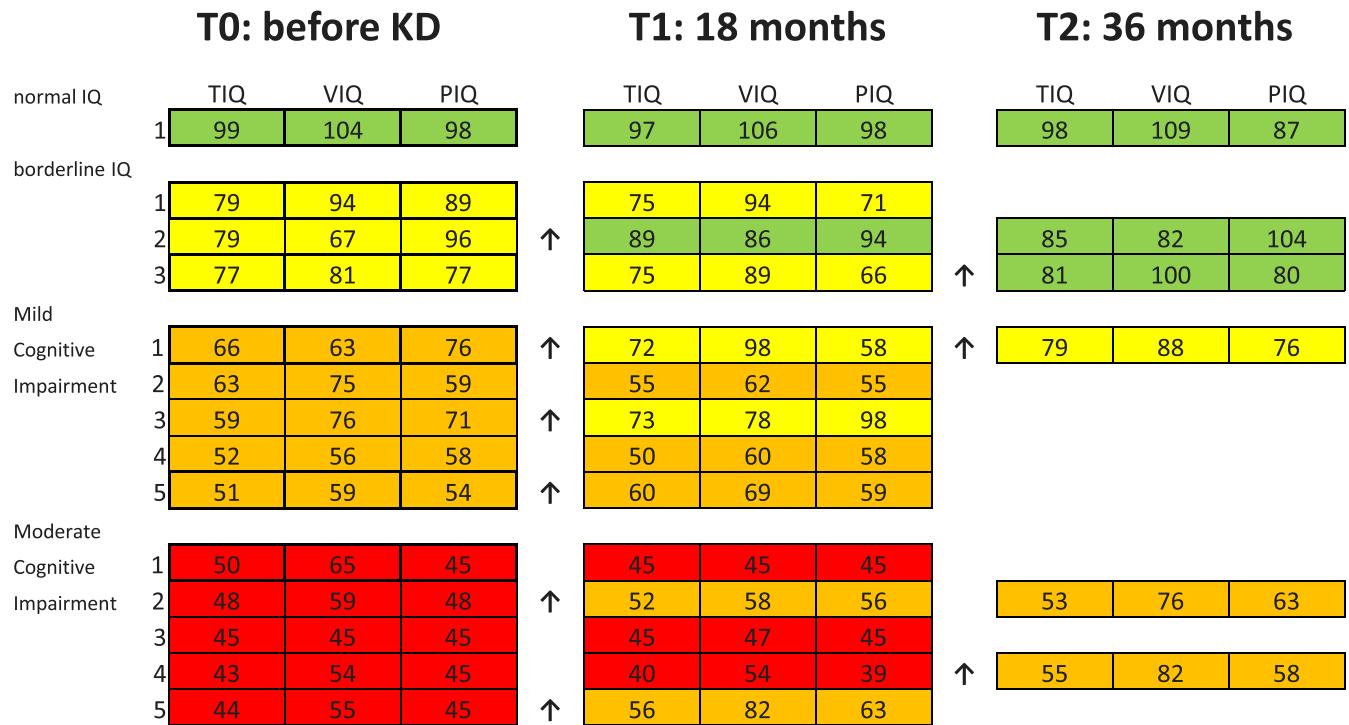 T0: before KD T1: 18 months T2: 36 months
normal IQ TIQ VIQ PIQ TIQ VIQ PIQ TIQ VIQ PIQ
1 99 104 98 97 106 98 98 109 87
borderline IQ
1 79 94 89 75 94 71
2 79 67 96 ↑ 89 86 94 85 82 104
3 77 81 77 75 89 66 ↑ 81 100 80
Mild
Cognitive 1 66 63 76 ↑ 72 98 58 ↑ 79 88 76
Impairment 2 63 75 59 55 62 55
3 59 76 71 ↑ 73 78 98
4 52 56 58 50 60 58
5 51 59 54 ↑ 60 69 59
Moderate
Cognitive 1 50 65 45 45 45 45
Impairment 2 48 59 48 ↑ 52 58 56 53 76 63
3 45 45 45 45 47 45
4 43 54 45 40 54 39 ↑ 55 82 58
5 44 55 45 ↑ 56 82 63